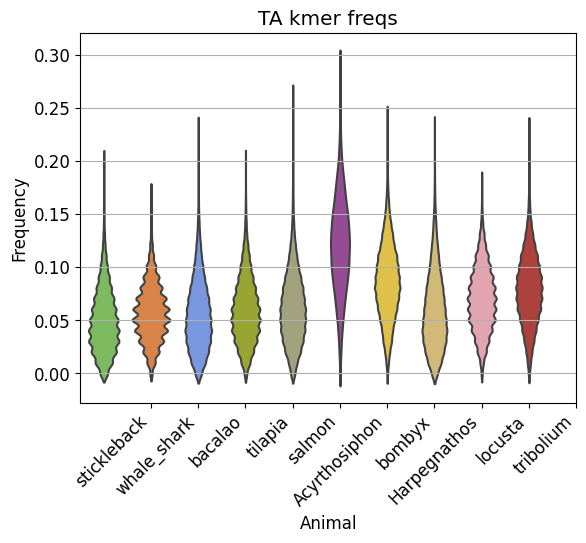 TA kmer freqs
Frequency
0.30
0.25
0.20
0.15
0.10
0.05
0.00
stickleback
whale_shark
bacalao
tilapia
salmon
Acyrthosiphon
bombyx
Harpegnathos
locusta
tribolium
Animal